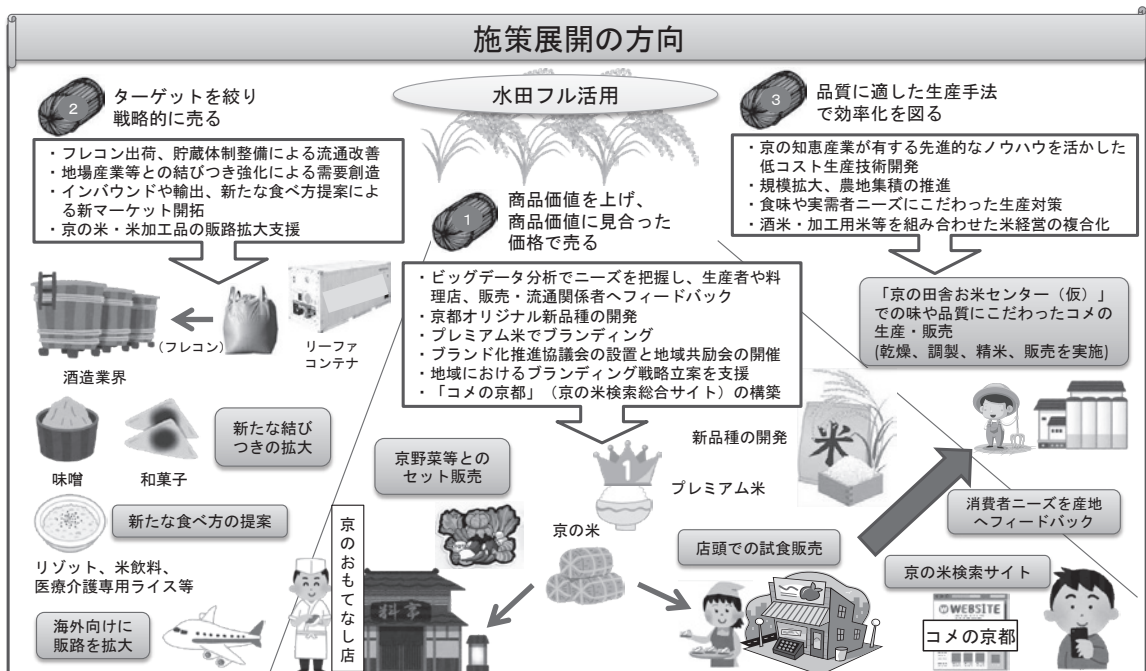 施策展開の方向
水田フル活用
2
ターゲットを絞り
戦略的に売る
・フレコン出荷、貯蔵体制整備による流通改善
・地場産業等との結びつき強化による需要創造
・インバウンドや輸出、新たな食べ方提案によ
る新マーケット開拓
・京の米・米加工品の販路拡大支援
(フレコン)
リーファ
コンテナ
酒造業界
味噌
和菓子
新たな結び
つきの拡大
新たな食べ方の提案
リゾット、米飲料、
医療介護専用ライス等
海外向けに
販路を拡大
1
商品価値を上げ、
商品価値に見合った
価格で売る
・ビッグデータ分析でニーズを把握し、生産者や料
理店、販売・流通関係者へフィードバック
・京都オリジナル新品種の開発
・プレミアム米でブランディング
・ブランド化推進協議会の設置と地域共励会の開催
・地域におけるブランディング戦略立案を支援
・「コメの京都」（京の米検索総合サイト）の構築
京野菜等との
セット販売
1
プレミアム米
新品種の開発
米
京の米
京のおもてなし店
料亭
店頭での試食販売
3
品質に適した生産手法
で効率化を図る
・京の知恵産業が有する先進的なノウハウを活かした
低コスト生産技術開発
・規模拡大、農地集積の推進
・食味や実需者ニーズにこだわった生産対策
・酒米・加工用米等を組み合わせた米経営の複合化
「京の田舎お米センター（仮）」
での味や品質にこだわったコメの
生産・販売
(乾燥、調製、精米、販売を実施)
消費者ニーズを産地
へフィードバック
京の米検索サイト
WEBSITE
コメの京都